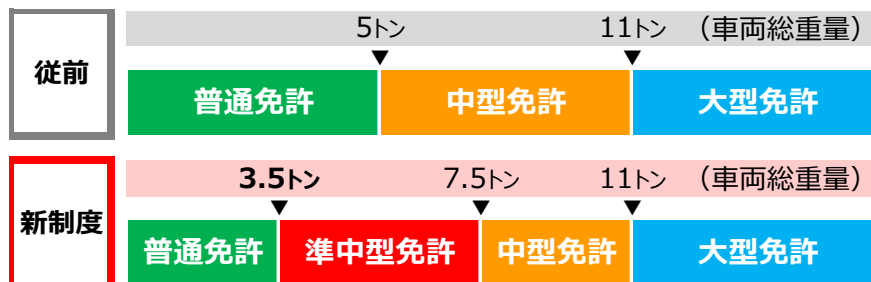 従前
5トン 11トン （車両総重量）
▼ ▼
普通免許 中型免許 大型免許
新制度
3.5トン 7.5トン 11トン （車両総重量）
▼ ▼ ▼
普通免許 準中型免許 中型免許 大型免許